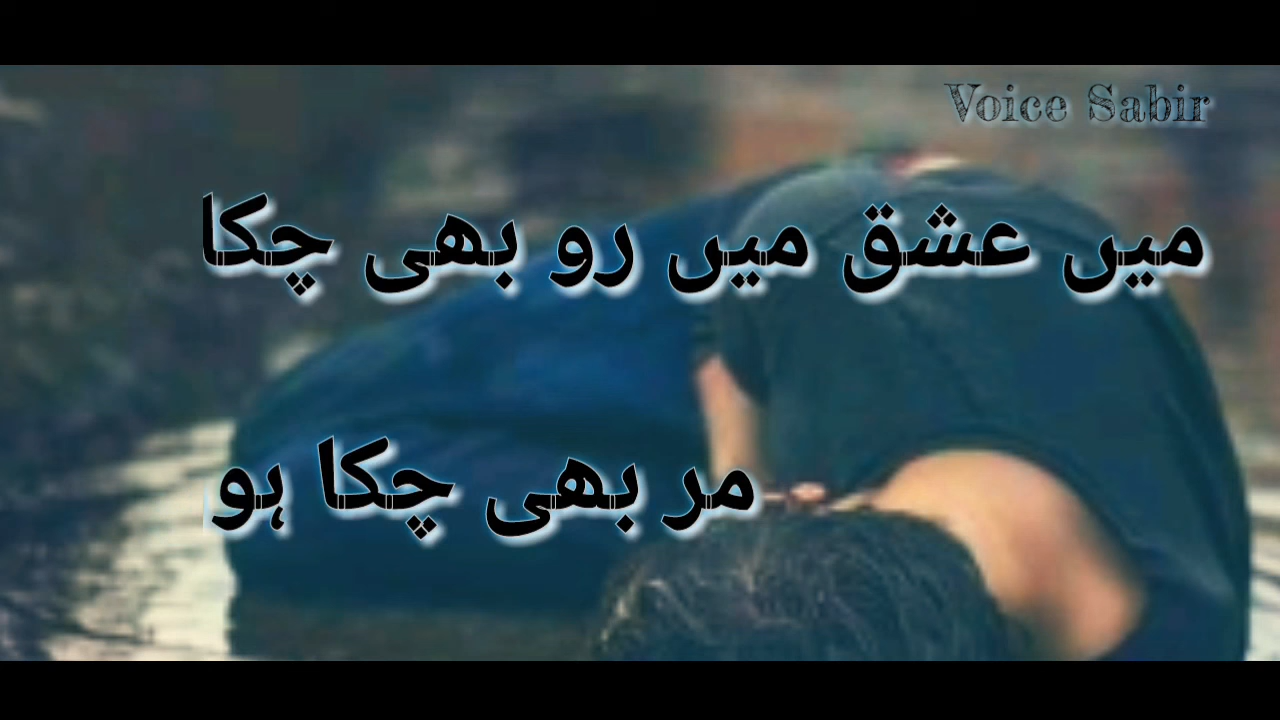 Voice Sabir
میں عشق میں رو بھی چکا
مر بھی چکا ہو